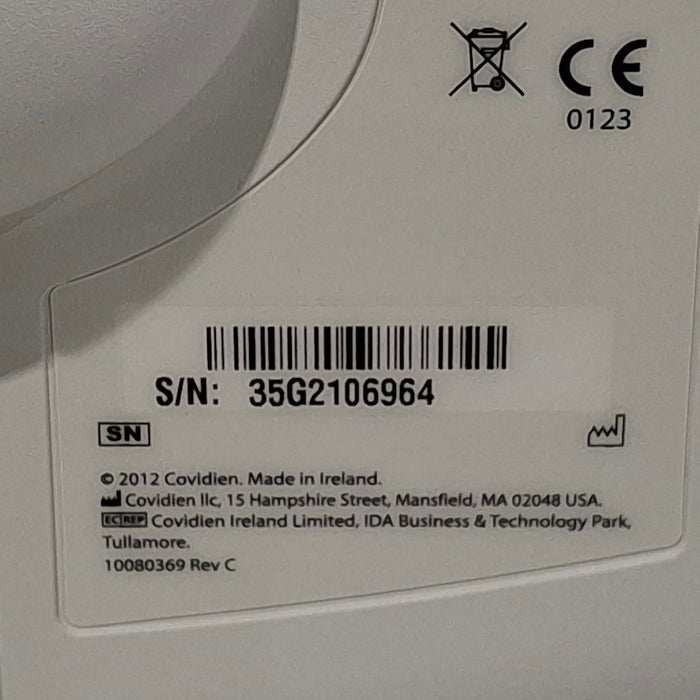 CE
0123
S/N: 35G2106964
SN
© 2012 Covidien. Made in Ireland.
Covidien llc, 15 Hampshire Street, Mansfield, MA 02048 USA.
EC REP Covidien Ireland Limited, IDA Business & Technology Park,
Tullamore.
10080369 Rev C